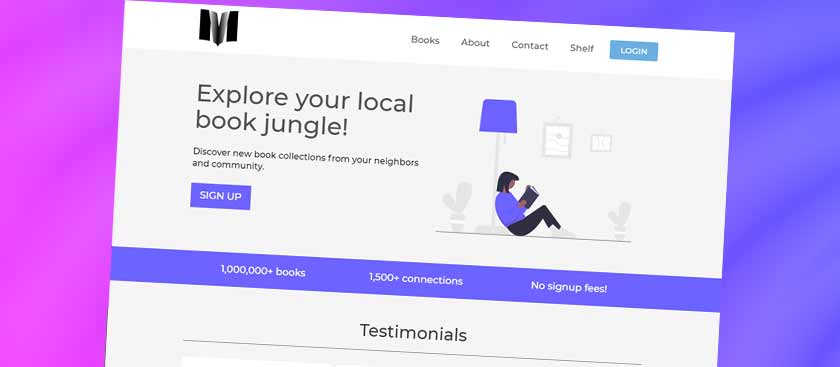 Books
About
Contact
Shelf
LOGIN
Explore your local
book jungle!
Discover new book collections from your neighbors
and community.
SIGN UP
1,000,000+ books
1,500+ connections
No signup fees!
Testimonials